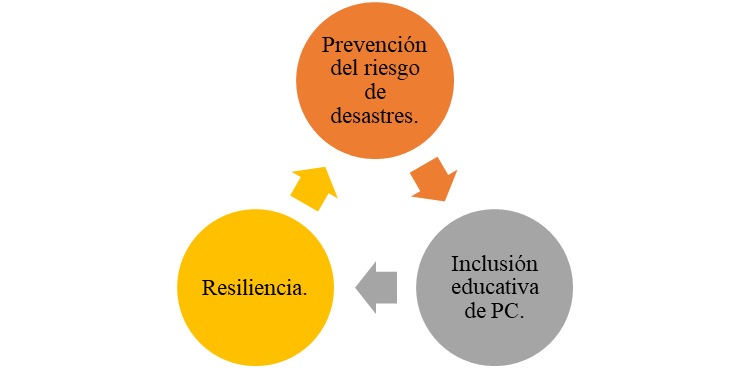 Prevención
del riesgo
de
desastres.
Inclusión
educativa
de PC.
Resiliencia.